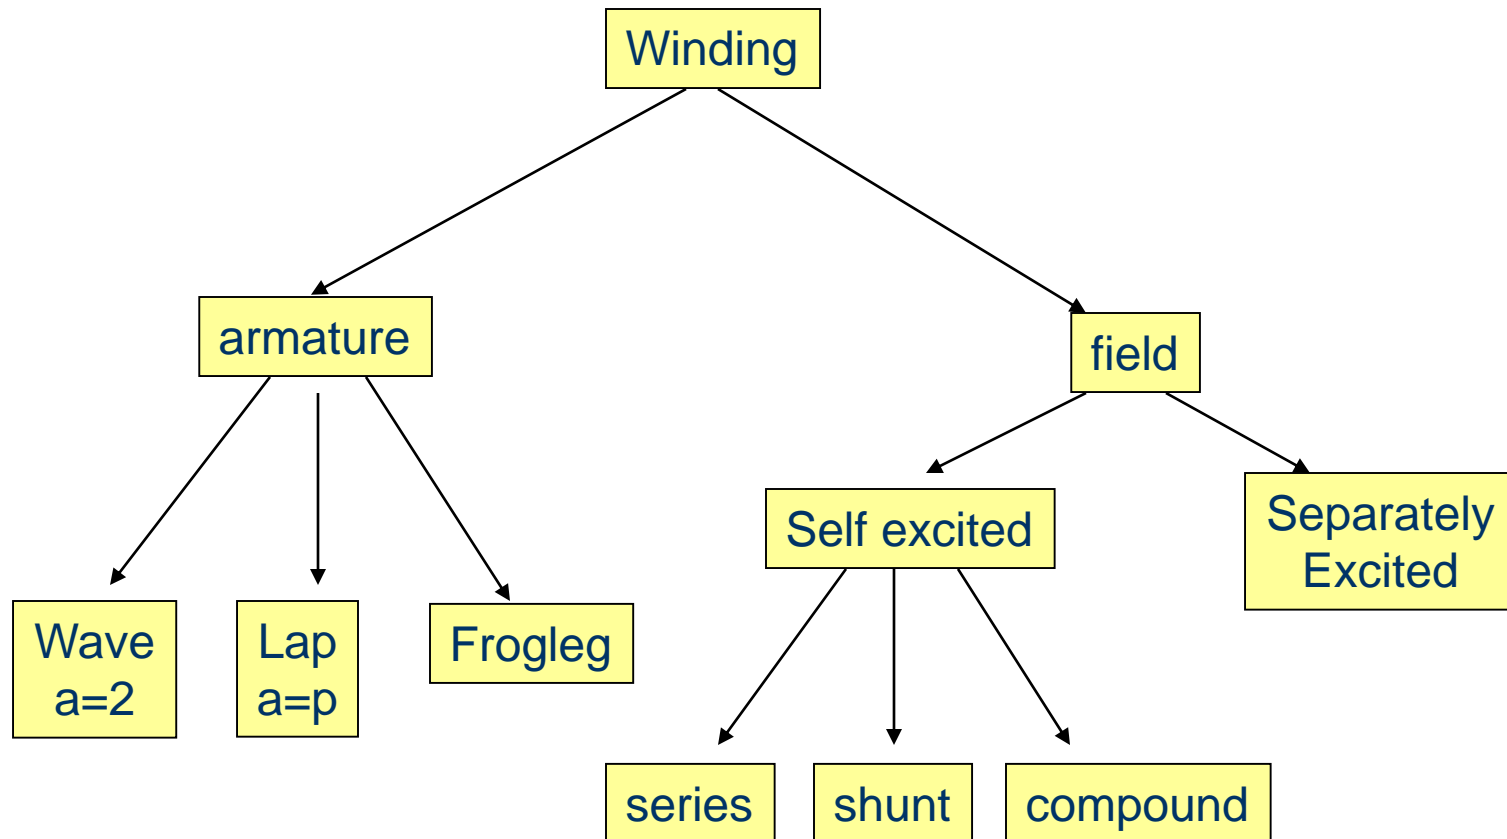 Winding
armature
field
Self excited
Separately
Excited
Wave
a=2
Lap
a=p
Frogleg
series
shunt
compound